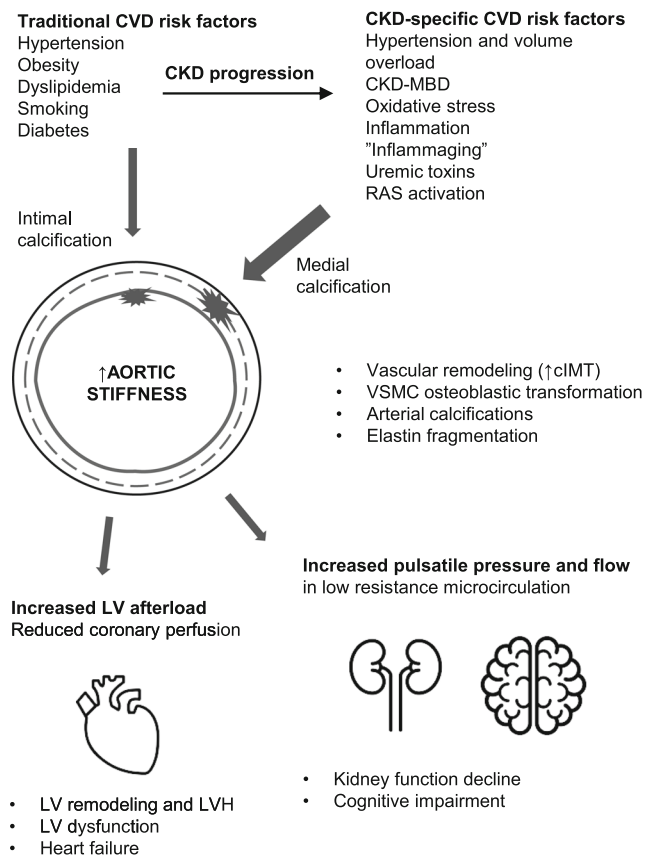 Traditional CVD risk factors
Hypertension
Obesity
Dyslipidemia
Smoking
Diabetes
CKD progression
CKD-specific CVD risk factors
Hypertension and volume
overload
CKD-MBD
Oxidative stress
Inflammation
”Inflammaging”
Uremic toxins
RAS activation
Intimal
calcification
Medial
calcification
↑AORTIC
STIFFNESS
• Vascular remodeling (↑cIMT)
• VSMC osteoblastic transformation
• Arterial calcifications
• Elastin fragmentation
Increased LV afterload
Reduced coronary perfusion
• LV remodeling and LVH
• LV dysfunction
• Heart failure
Increased pulsatile pressure and flow
in low resistance microcirculation
• Kidney function decline
• Cognitive impairment